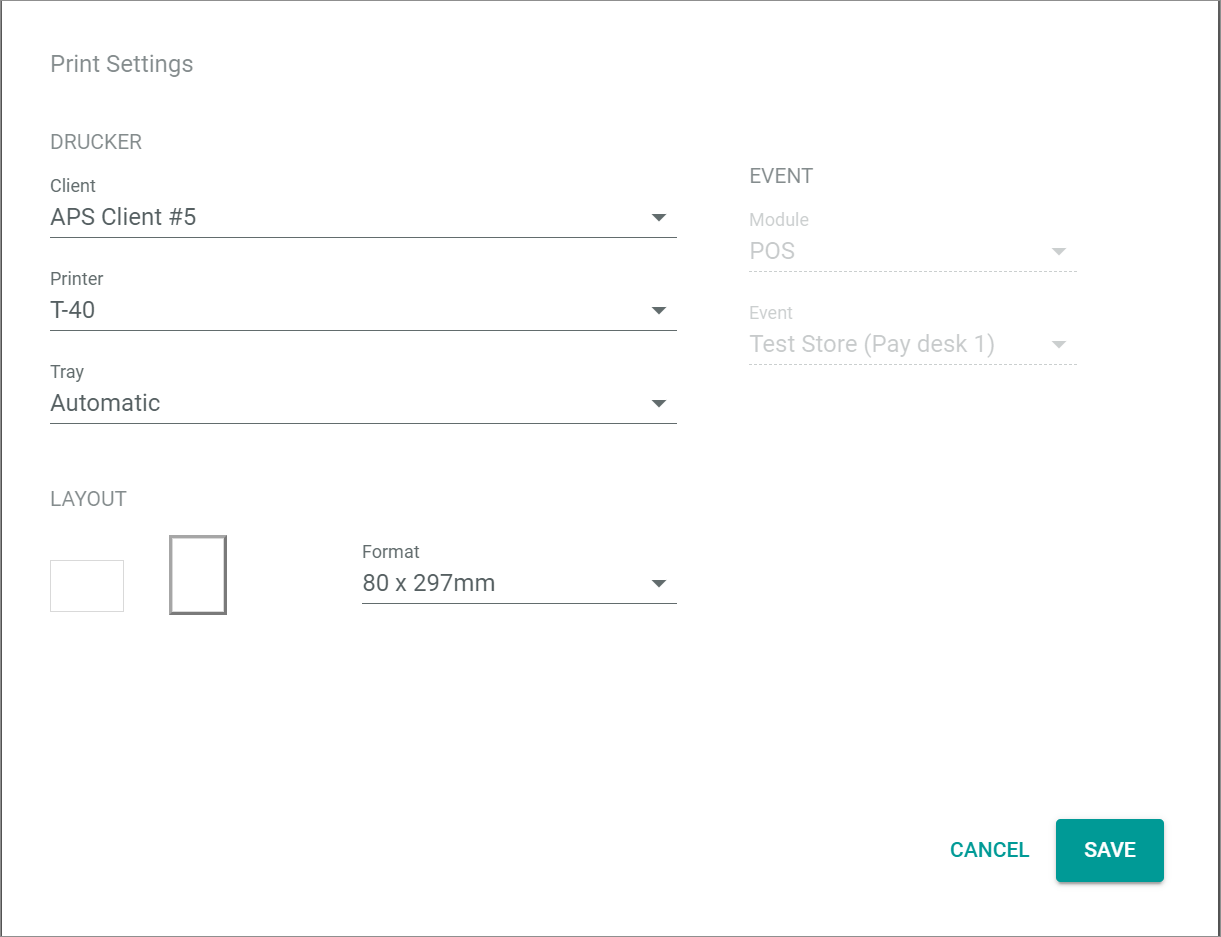 Print Settings
DRUCKER
Client
APS Client #5
Printer
T-40
Tray
Automatic
EVENT
Module
POS
Event
Test Store (Pay desk 1)
LAYOUT
Format
80 x 297mm
CANCEL
SAVE